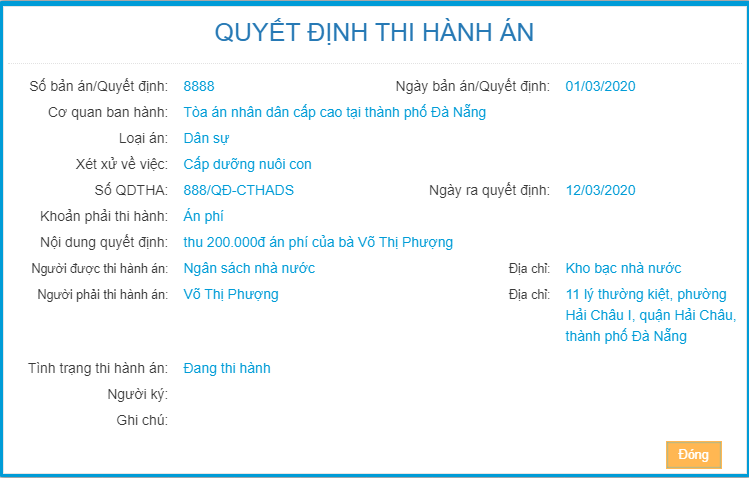 QUYẾT ĐỊNH THI HÀNH ÁN
Số bản án/Quyết định: 8888 Ngày bản án/Quyết định: 01/03/2020
Cơ quan ban hành: Tòa án nhân dân cấp cao tại thành phố Đà Nẵng
Loại án: Dân sự
Xét xử về việc: Cấp dưỡng nuôi con
Số QDTHA: 888/QĐ-CTHADS Ngày ra quyết định: 12/03/2020
Khoản phải thi hành: Án phí
Nội dung quyết định: thu 200.000đ án phí của bà Võ Thị Phượng
Người được thi hành án: Ngân sách nhà nước Địa chỉ: Kho bạc nhà nước
Người phải thi hành án: Võ Thị Phượng Địa chỉ: 11 lý thường kiệt, phường
Hải Châu I, quận Hải Châu,
thành phố Đà Nẵng
Tình trạng thi hành án: Đang thi hành
Người ký:
Ghi chú:
Đóng